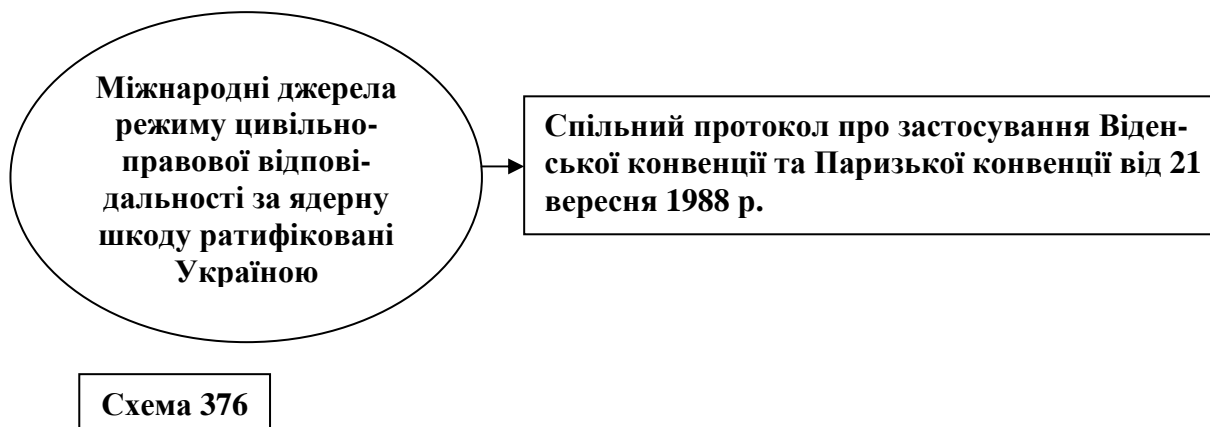 Міжнародні джерела
режиму цивільно-
правової відпові-
дальності за ядерну
шкоду ратифіковані
Україною
Спільний протокол про застосування Віден-
ської конвенції та Паризької конвенції від 21
вересня 1988 р.
Схема 376